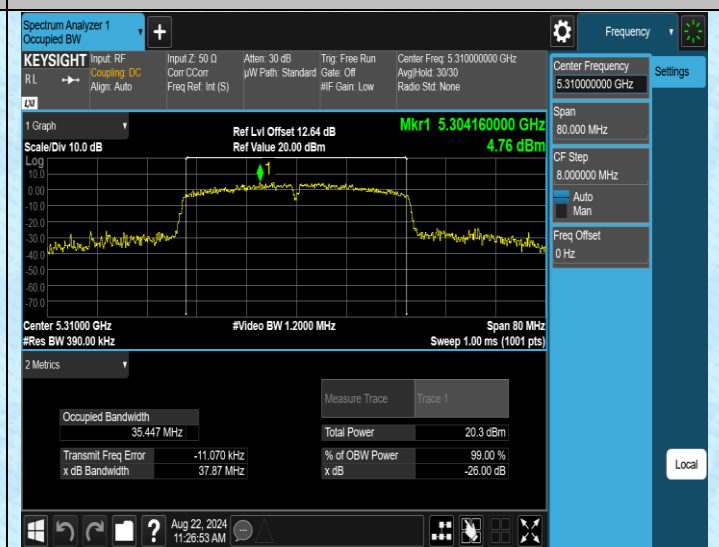 Spectrum Analyzer 1
Occupied BW
+
Frequency
KEYSIGHT
RL
LXI
Input: RF
Coupling: DC
Align: Auto
Input Z: 50 Ω
Corr CCorr
Freq Ref: Int (S)
Atten: 30 dB
µW Path: Standard
Trig: Free Run
Gate: Off
#IF Gain: Low
Center Freq: 5.310000000 GHz
Avg|Hold: 30/30
Radio Std: None
Center Frequency
5.310000000 GHz
Settings
Span
80.000 MHz
CF Step
8.000000 MHz
Auto
Man
Freq Offset
0 Hz
1 Graph
Scale/Div 10.0 dB
Ref Lvl Offset 12.64 dB
Ref Value 20.00 dBm
Mkr1 5.304160000 GHz
4.76 dBm
Log
10.0
0.00
-10.0
-20.0
-30.0
-40.0
-50.0
-60.0
-70.0
1
Center 5.31000 GHz
#Res BW 390.00 kHz
#Video BW 1.2000 MHz
Span 80 MHz
Sweep 1.00 ms (1001 pts)
2 Metrics
Measure Trace
Trace 1
Occupied Bandwidth
35.447 MHz
Total Power 20.3 dBm
Transmit Freq Error -11.070 kHz
% of OBW Power 99.00 %
x dB Bandwidth 37.87 MHz
x dB -26.00 dB
Local
?
Aug 22, 2024
11:26:53 AM